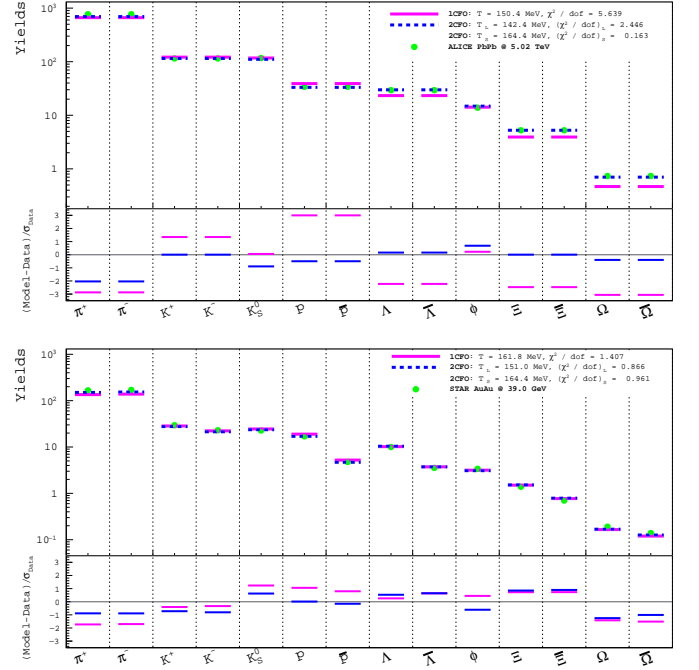 Yields
10³
10²
10
1
1CFO: T = 150.4 MeV, χ² / dof = 5.639
2CFO: T_L = 142.4 MeV, (χ² / dof)_L = 2.446
2CFO: T_S = 164.4 MeV, (χ² / dof)_S = 0.163
ALICE PbPb @ 5.02 TeV
(Model-Data)/σ_Data
3
2
1
0
−1
−2
−3
π⁺ π⁻ K⁺ K⁻ K⁰_S p p̅ Λ Λ̅ ϕ Ξ Ξ̅ Ω Ω̅
Yields
10³
10²
10
1
10⁻¹
1CFO: T = 161.8 MeV, χ² / dof = 1.407
2CFO: T_L = 151.0 MeV, (χ² / dof)_L = 0.866
2CFO: T_S = 164.4 MeV, (χ² / dof)_S = 0.961
STAR AuAu @ 39.0 GeV
(Model-Data)/σ_Data
3
2
1
0
−1
−2
−3
π⁺ π⁻ K⁺ K⁻ K⁰_S p p̅ Λ Λ̅ ϕ Ξ Ξ̅ Ω Ω̅